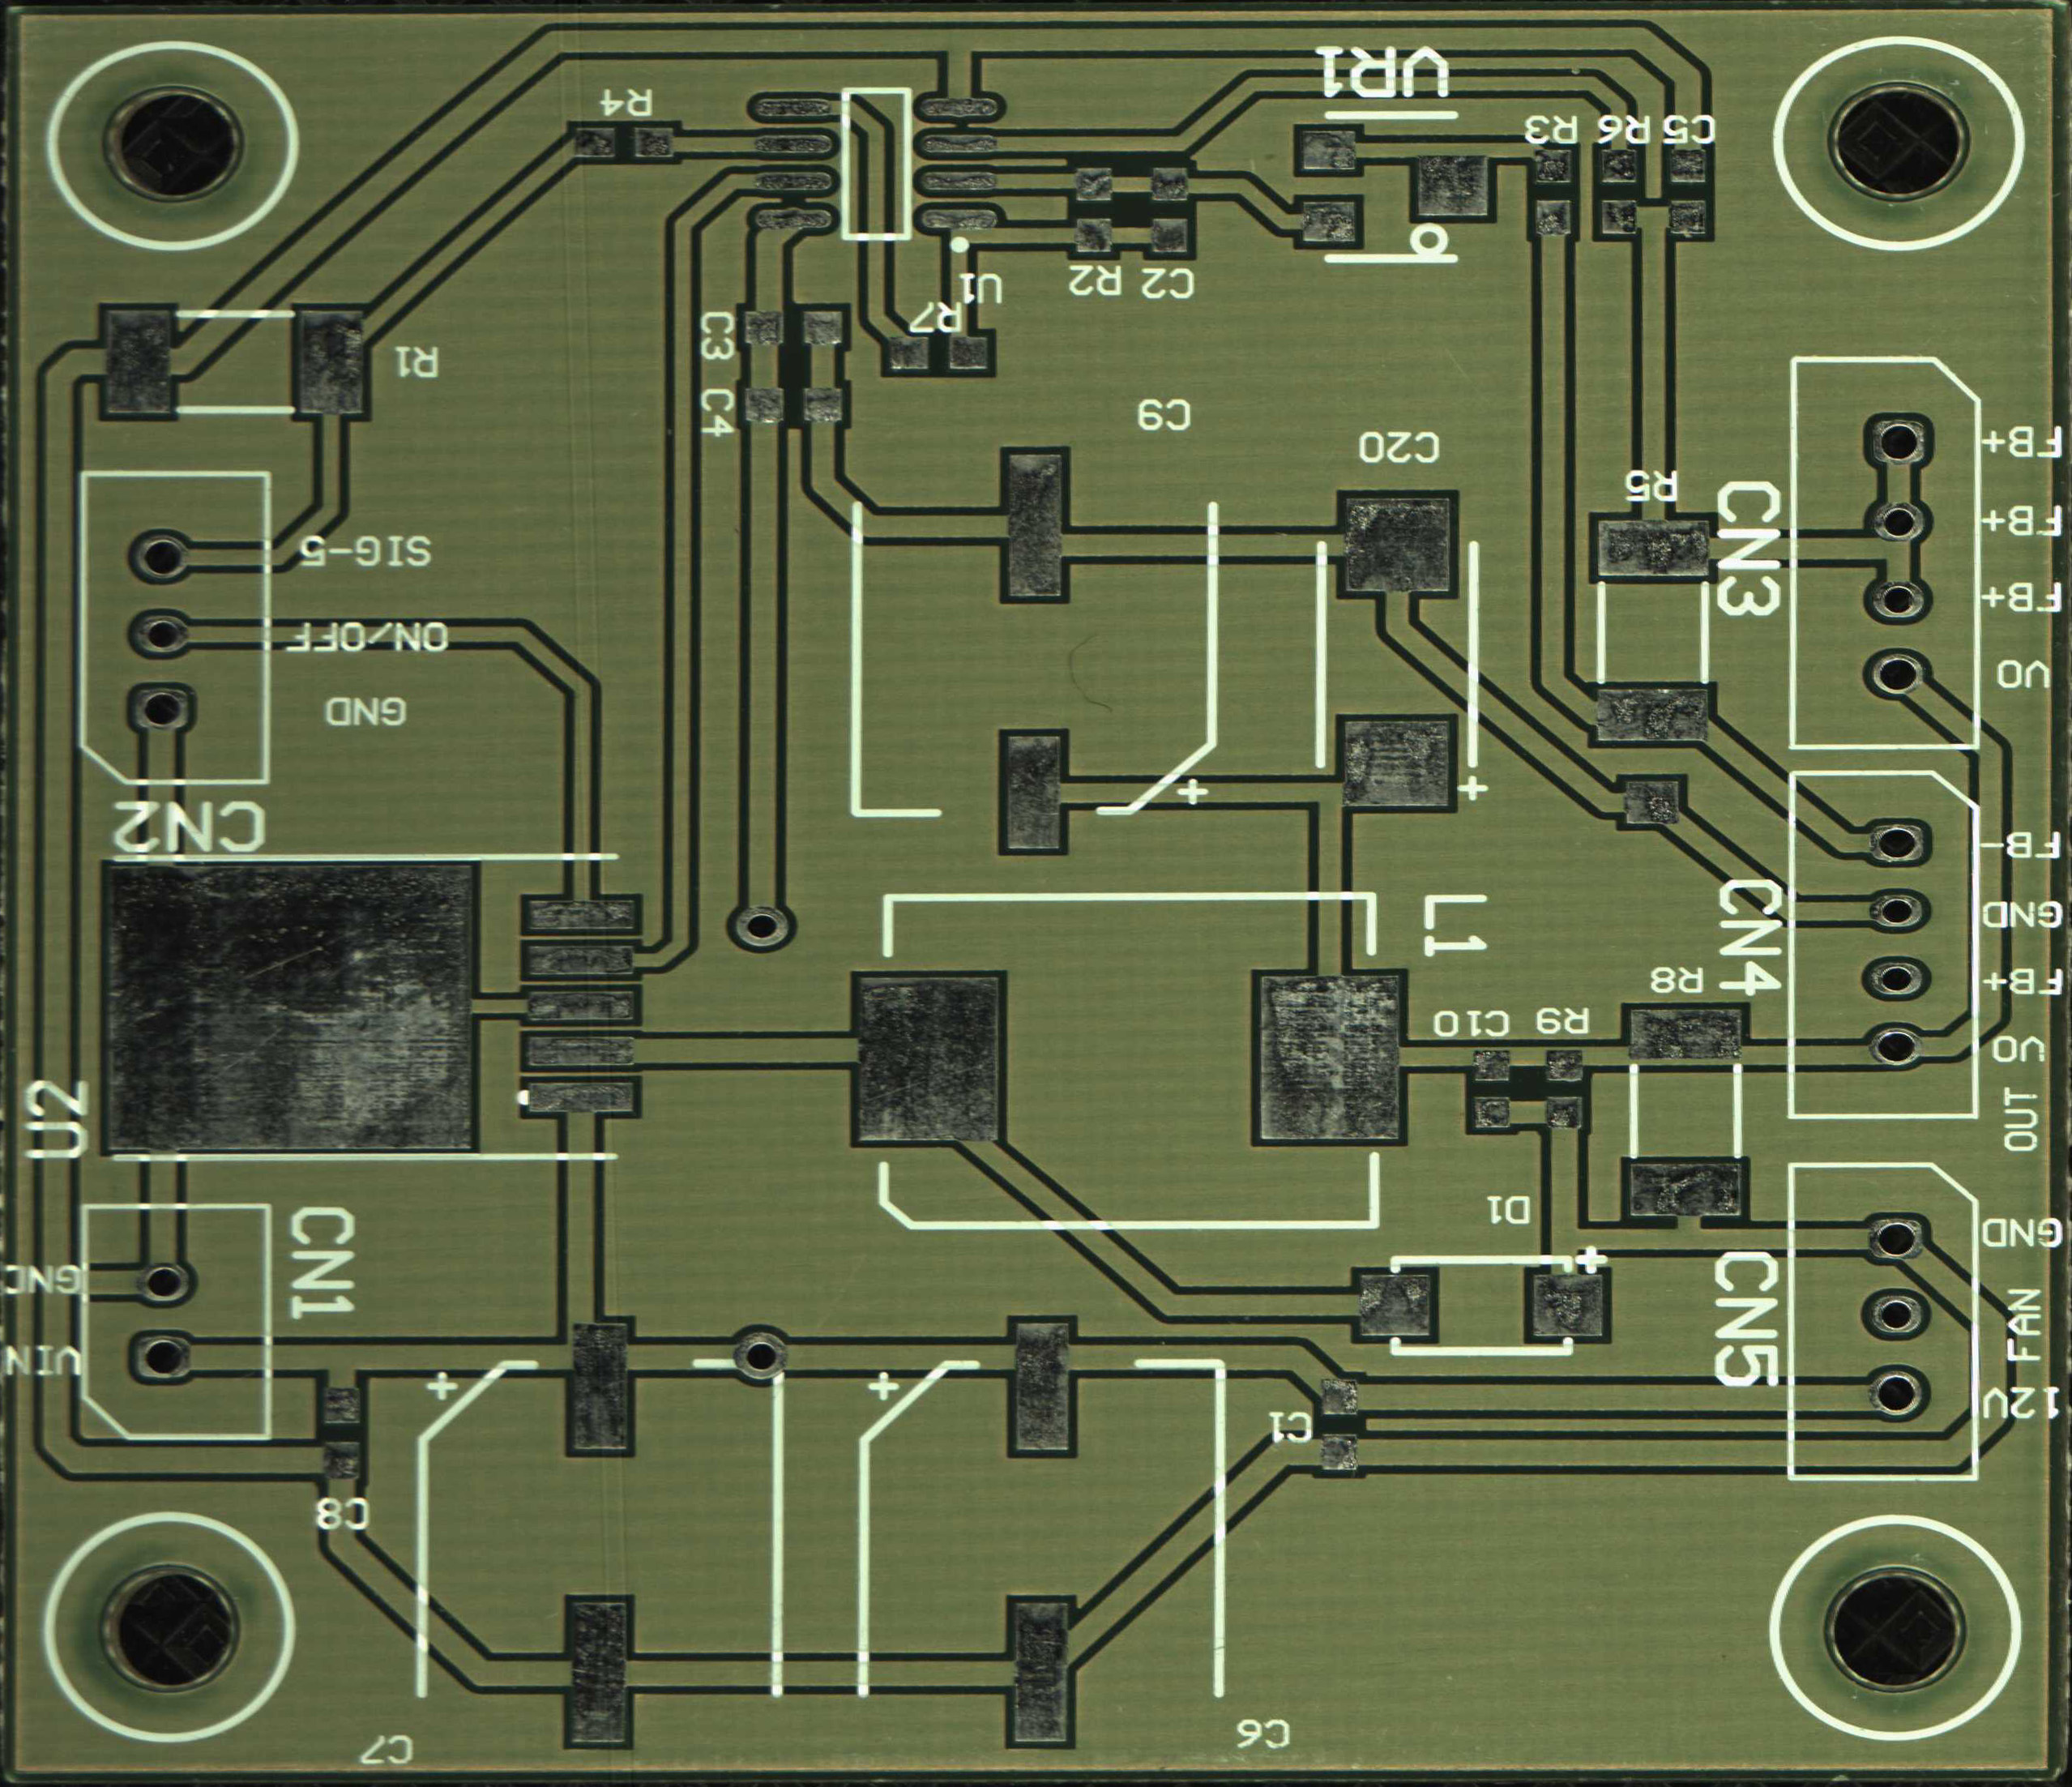 VR1
R4
R3 R6 C5
U1
R2 C2
R7
C3
R1
C4
C9
C20
FB+
R5
CN3
FB+
SIG-5
FB+
ON/OFF
VO
GND
+
+
CN2
FB-
CN4
GND
L1
R8
FB+
C10 R9
VO
U2
OUT
D1
CN1
GND
+
CN5
GND
FAN
VIN
+
+
12V
C1
C8
C6
C7